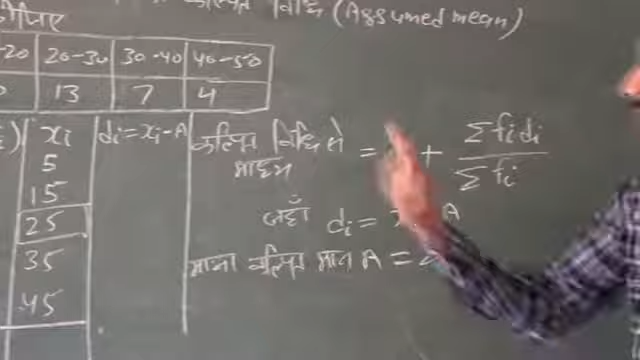 कल्पित विधि (Assumed mean)
-20 20-30 30-40 40-50
13 7 4
xi di = xi - A
5
15
25
35
45
कल्पित विधि से
माध्य = + Σfidi / Σfi
जहाँ di = A
माना कल्पित मान A =